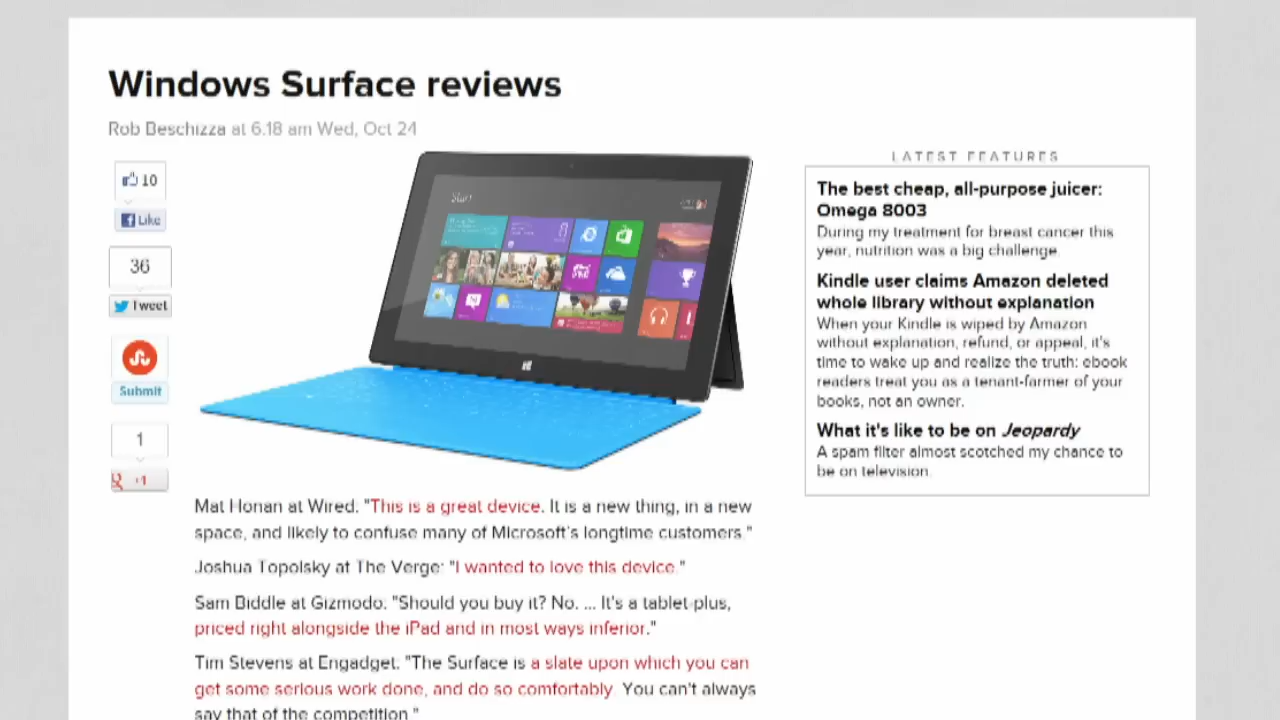 Windows Surface reviews
Rob Beschizza at 6.18 am Wed, Oct 24
10
Like
36
Tweet
Submit
1
+1
Start
LATEST FEATURES
The best cheap, all-purpose juicer:
Omega 8003
During my treatment for breast cancer this
year, nutrition was a big challenge.
Kindle user claims Amazon deleted
whole library without explanation
When your Kindle is wiped by Amazon
without explanation, refund, or appeal, it's
time to wake up and realize the truth: ebook
readers treat you as a tenant-farmer of your
books, not an owner.
What it's like to be on Jeopardy
A spam filter almost scotched my chance to
be on television.
Mat Honan at Wired: "This is a great device. It is a new thing, in a new
space, and likely to confuse many of Microsoft's longtime customers."
Joshua Topolsky at The Verge: "I wanted to love this device."
Sam Biddle at Gizmodo: "Should you buy it? No. ... It's a tablet-plus,
priced right alongside the iPad and in most ways inferior."
Tim Stevens at Engadget: "The Surface is a slate upon which you can
get some serious work done, and do so comfortably. You can't always
say that of the competition."